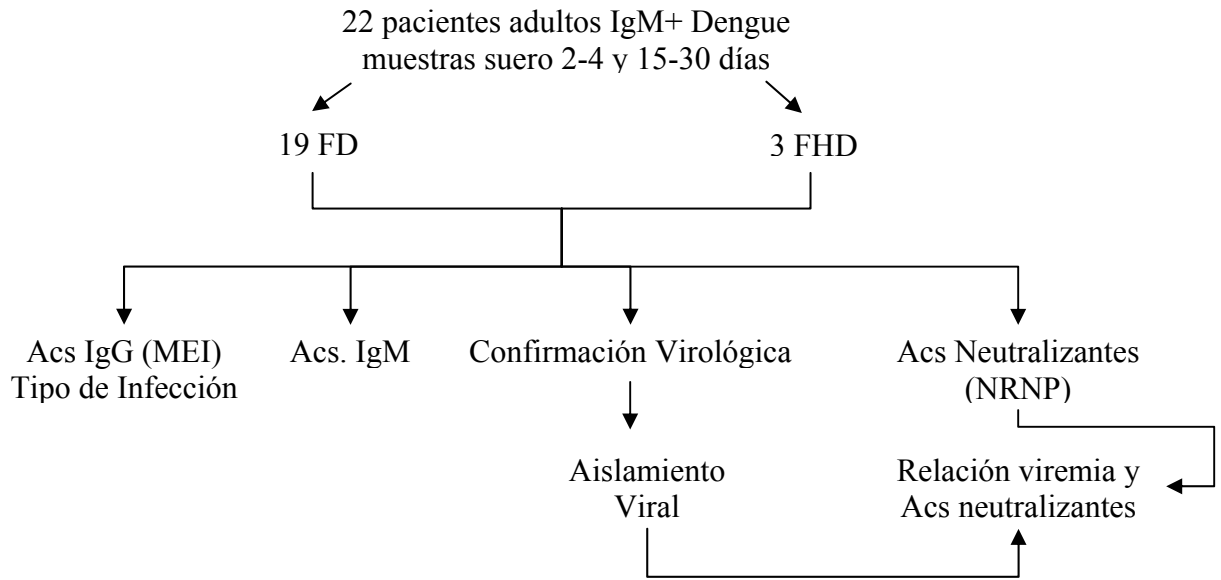 22 pacientes adultos IgM+ Dengue
muestras suero 2-4 y 15-30 días
19 FD
3 FHD
Acs IgG (MEI)
Tipo de Infección
Acs. IgM
Confirmación Virológica
Acs Neutralizantes
(NRNP)
Aislamiento
Viral
Relación viremia y
Acs neutralizantes